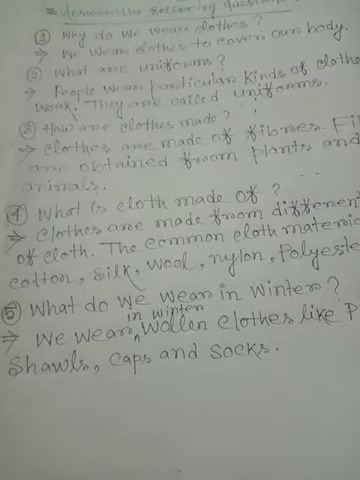 = Answer the following questions
① Why do we wear clothes?
⇒ We wear clothes to cover our body.
② What are uniforms?
⇒ People wear particular kinds of clothe
work. They are called uniforms.
③ How are clothes made?
⇒ Clothes are made of fibres. Fi
are obtained from plants and
animals.
④ What is cloth made of?
⇒ Clothes are made from different
of cloth. The common cloth materia
cotton, silk, wool, nylon, Polyeste
⑤ What do we wear in winter?
in winter
⇒ We wear ^ wollen clothes like P
Shawls, caps and socks.